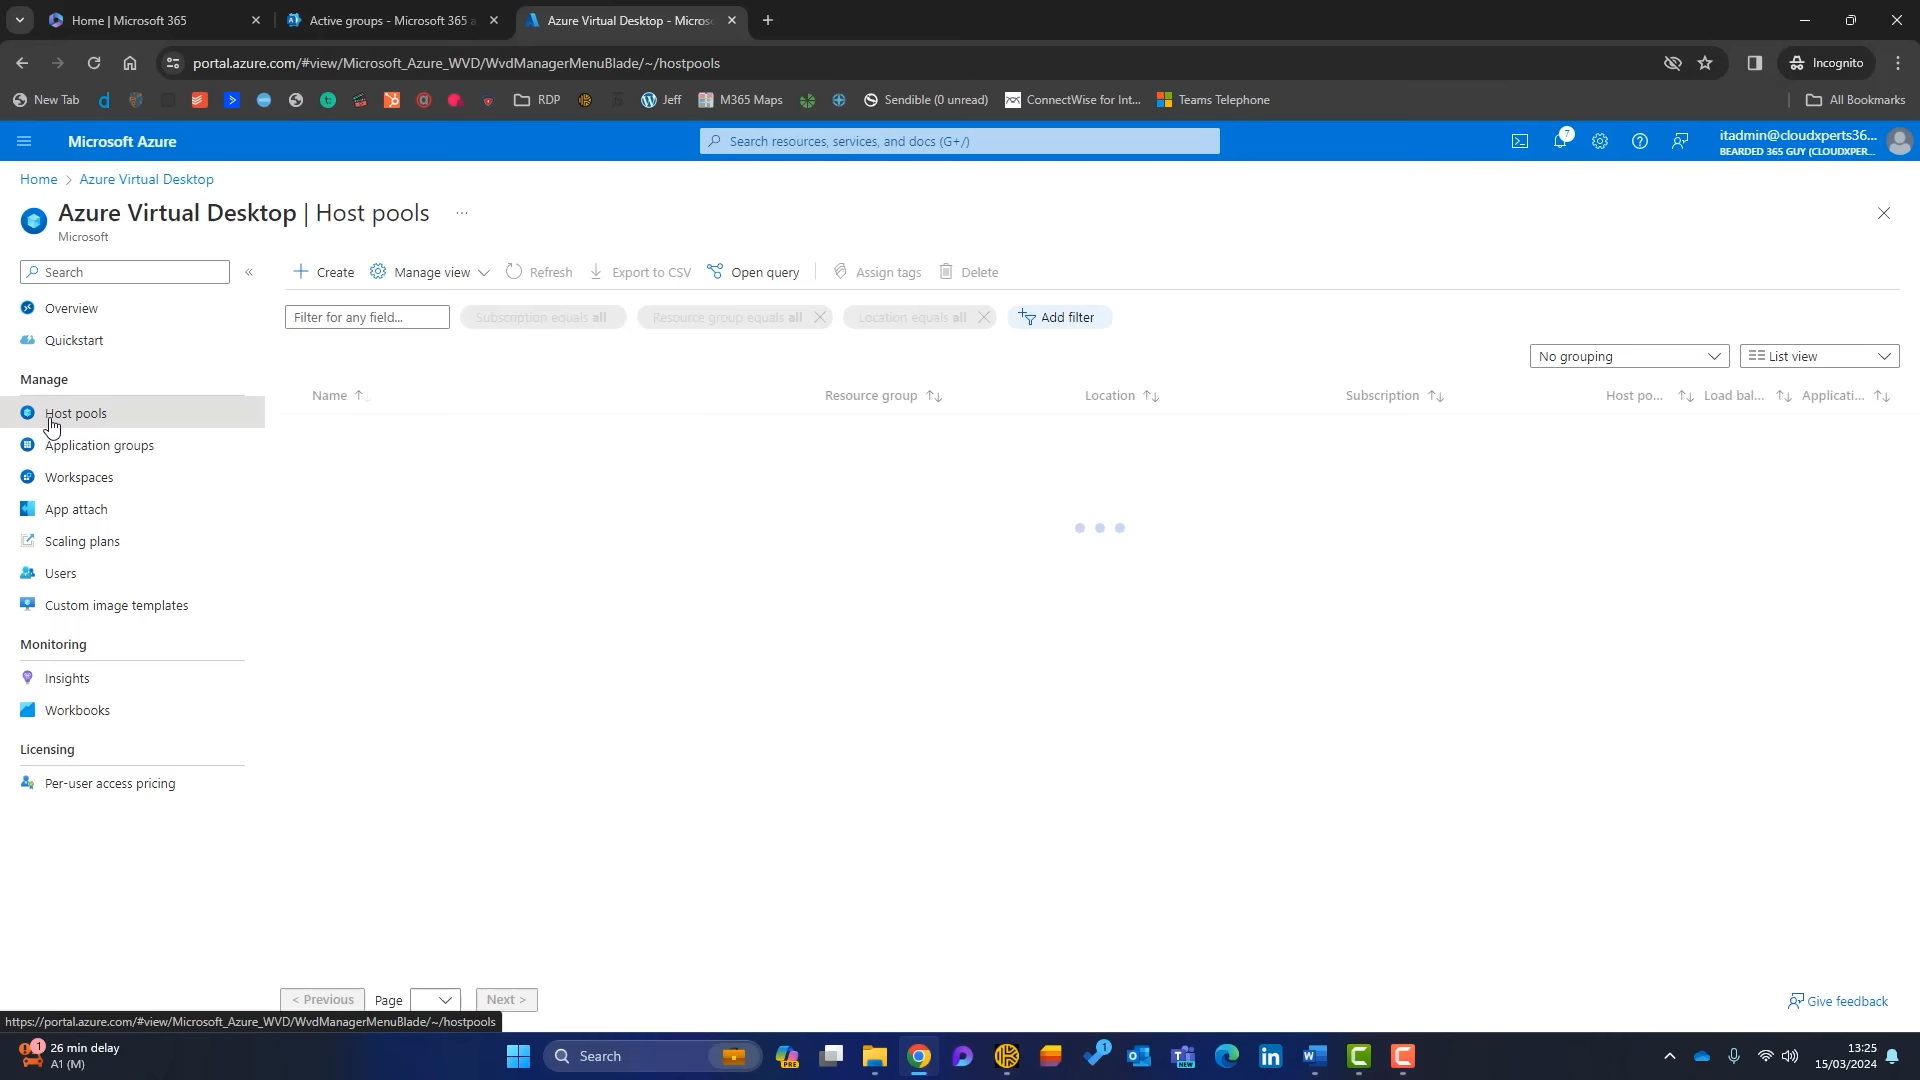 Home | Microsoft 365
Active groups - Microsoft 365 a
Azure Virtual Desktop - Micros
portal.azure.com/#view/Microsoft_Azure_WVD/WvdManagerMenuBlade/~/hostpools
Incognito
New Tab
RDP
Jeff
M365 Maps
Sendible (0 unread)
ConnectWise for Int...
Teams Telephone
All Bookmarks
Microsoft Azure
Search resources, services, and docs (G+/)
7
itadmin@cloudxperts36...
BEARDED 365 GUY (CLOUDXPER...
Home > Azure Virtual Desktop
Azure Virtual Desktop | Host pools ...
Microsoft
Search
Create
Manage view
Refresh
Export to CSV
Open query
Assign tags
Delete
Overview
Quickstart
Manage
Host pools
Application groups
Workspaces
App attach
Scaling plans
Users
Custom image templates
Monitoring
Insights
Workbooks
Licensing
Per-user access pricing
Filter for any field...
Subscription equals all
Resource group equals all
Location equals all
Add filter
No grouping
List view
Name
Resource group
Location
Subscription
Host po...
Load bal...
Applicati...
< Previous
Page
Next >
Give feedback
https://portal.azure.com/#view/Microsoft_Azure_WVD/WvdManagerMenuBlade/~/hostpools
1
26 min delay
A1 (M)
Search
PRE
1
NEW
13:25
15/03/2024